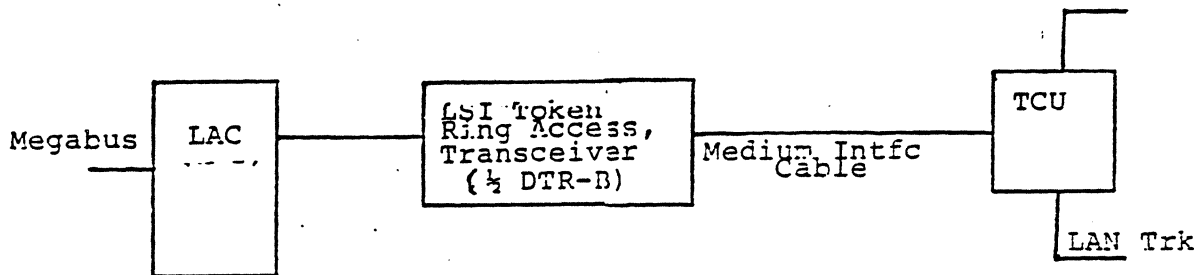 Megabus
LAC
LSI Token
Ring Access,
Transceiver
(½ DTR-B)
Medium Intfc
Cable
TCU
LAN Trk